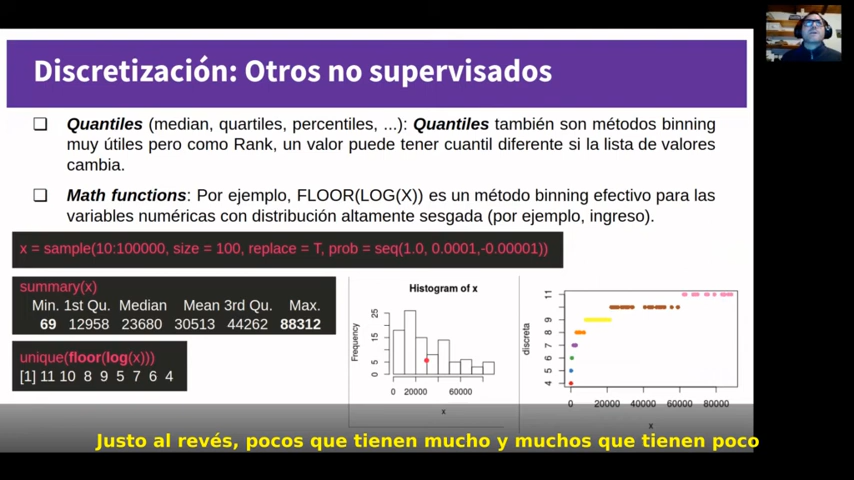 Discretización: Otros no supervisados
❑ Quantiles (median, quartiles, percentiles, ...): Quantiles también son métodos binning
muy útiles pero como Rank, un valor puede tener cuantil diferente si la lista de valores
cambia.
❑ Math functions: Por ejemplo, FLOOR(LOG(X)) es un método binning efectivo para las
variables numéricas con distribución altamente sesgada (por ejemplo, ingreso).
x = sample(10:100000, size = 100, replace = T, prob = seq(1.0, 0.0001,-0.00001))
summary(x)
Min. 1st Qu. Median Mean 3rd Qu. Max.
69 12958 23680 30513 44262 88312
unique(floor(log(x)))
[1] 11 10 8 9 5 7 6 4
Histogram of x
Frequency
0 5 15 25
0 20000 60000
x
discreta
4 5 6 7 8 9 11
0 20000 40000 60000 80000
x
Justo al revés, pocos que tienen mucho y muchos que tienen poco